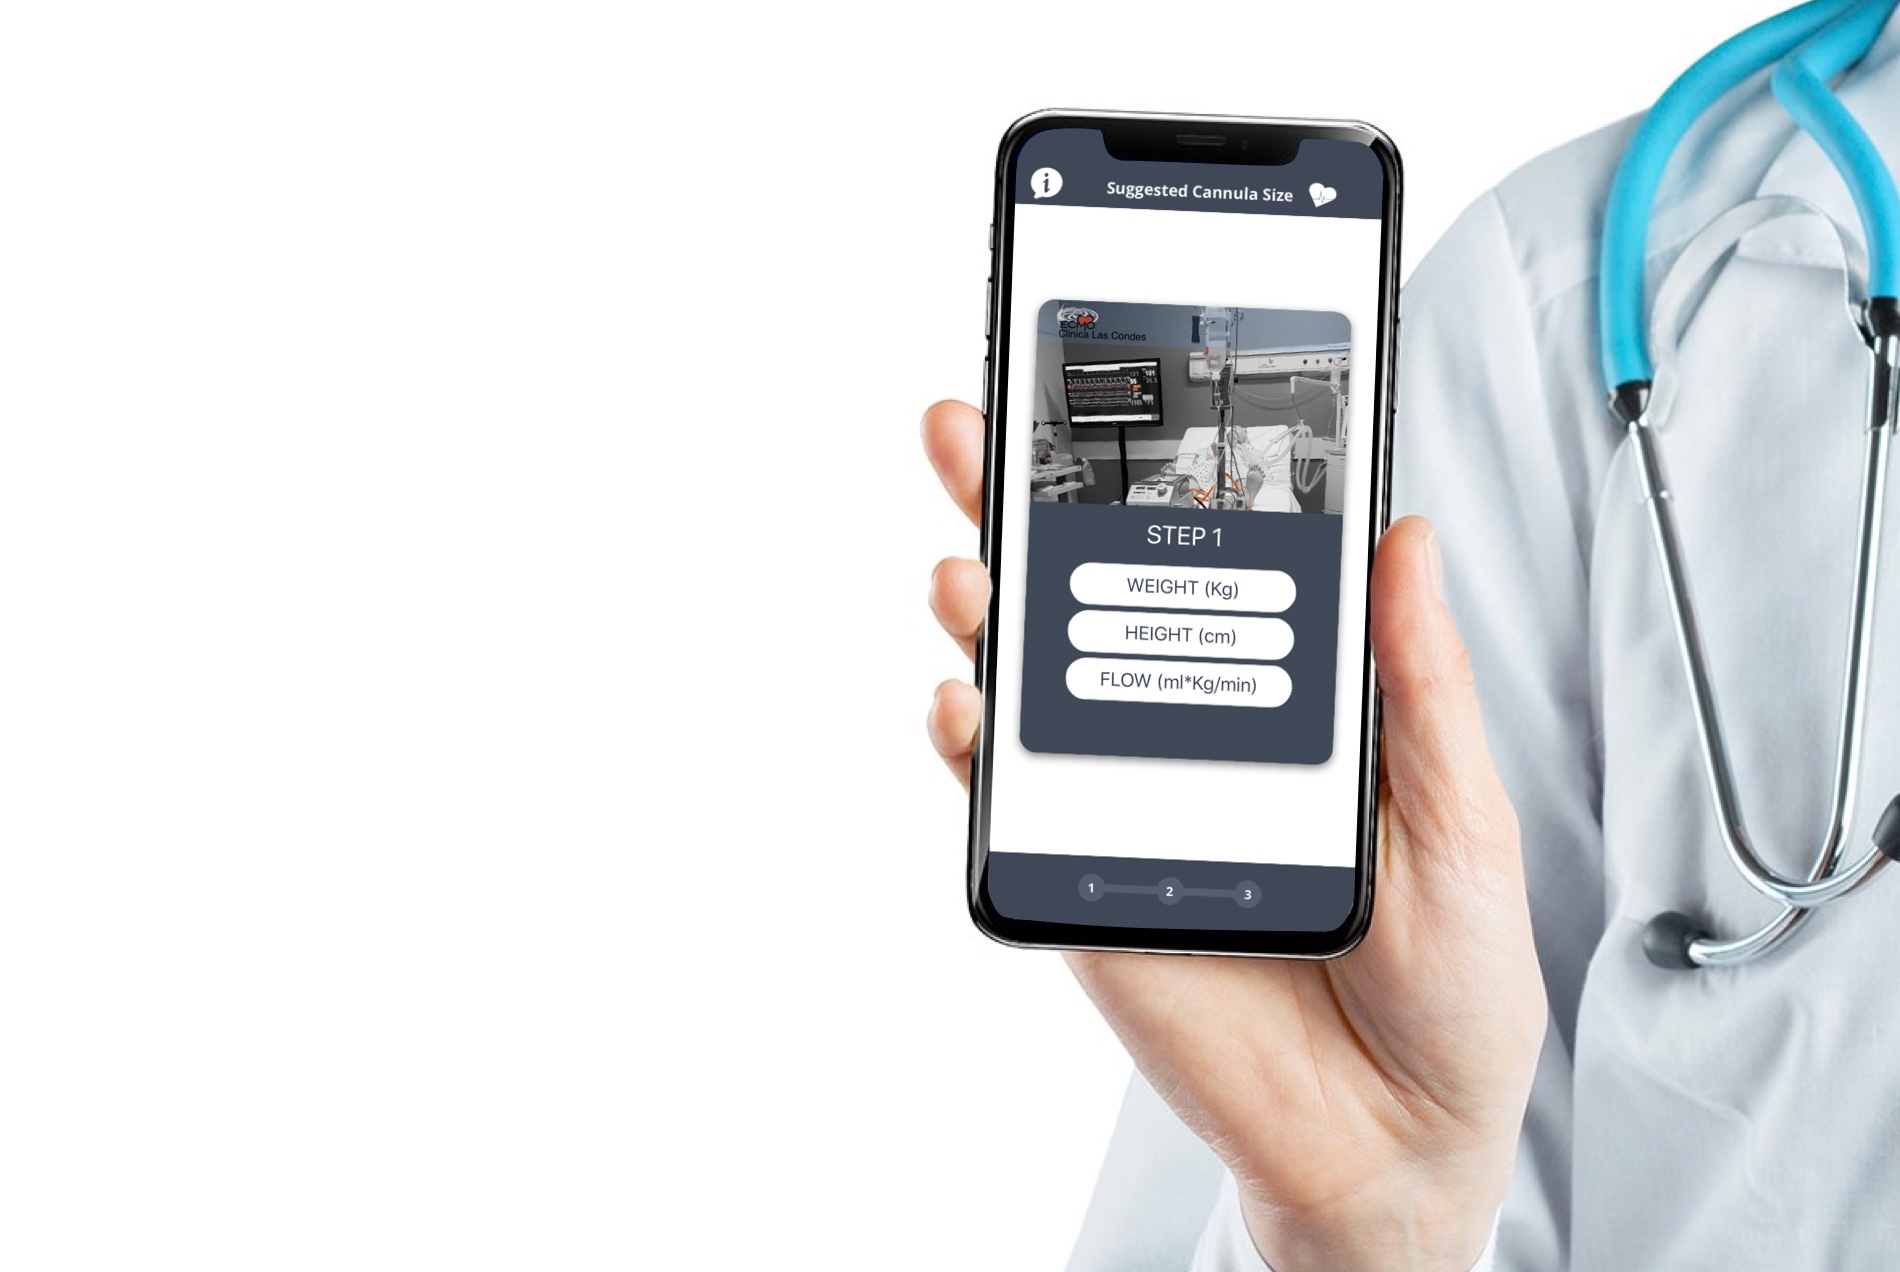 Suggested Cannula Size
ECMO
Clínica Las Condes
STEP 1
WEIGHT (Kg)
HEIGHT (cm)
FLOW (ml*Kg/min)
1
2
3